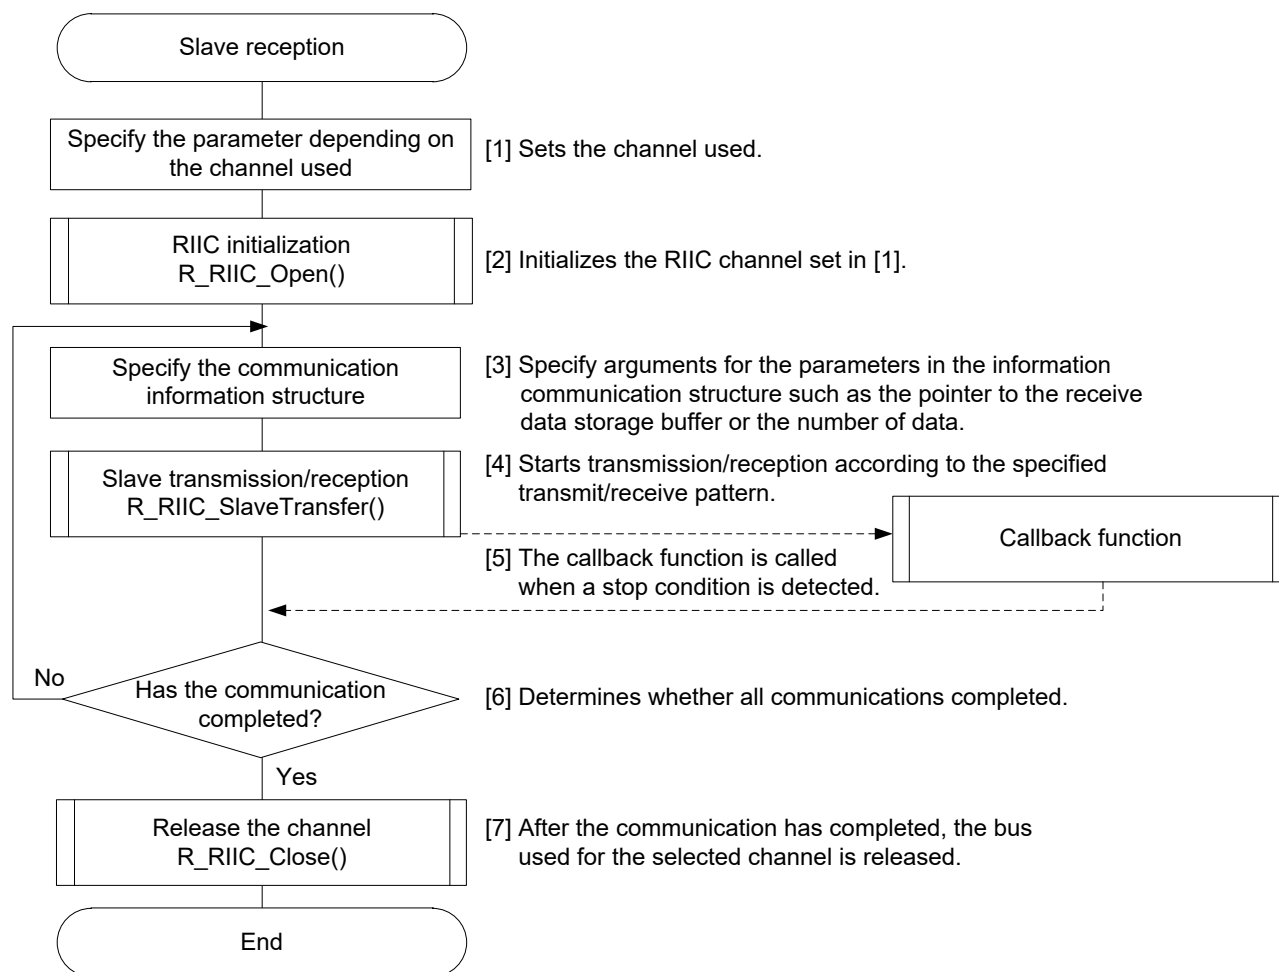 Slave reception
Specify the parameter depending on
the channel used
[1] Sets the channel used.
RIIC initialization
R_RIIC_Open()
[2] Initializes the RIIC channel set in [1].
Specify the communication
information structure
[3] Specify arguments for the parameters in the information
communication structure such as the pointer to the receive
data storage buffer or the number of data.
Slave transmission/reception
R_RIIC_SlaveTransfer()
[4] Starts transmission/reception according to the specified
transmit/receive pattern.
Callback function
[5] The callback function is called
when a stop condition is detected.
No
Has the communication
completed?
[6] Determines whether all communications completed.
Yes
Release the channel
R_RIIC_Close()
[7] After the communication has completed, the bus
used for the selected channel is released.
End